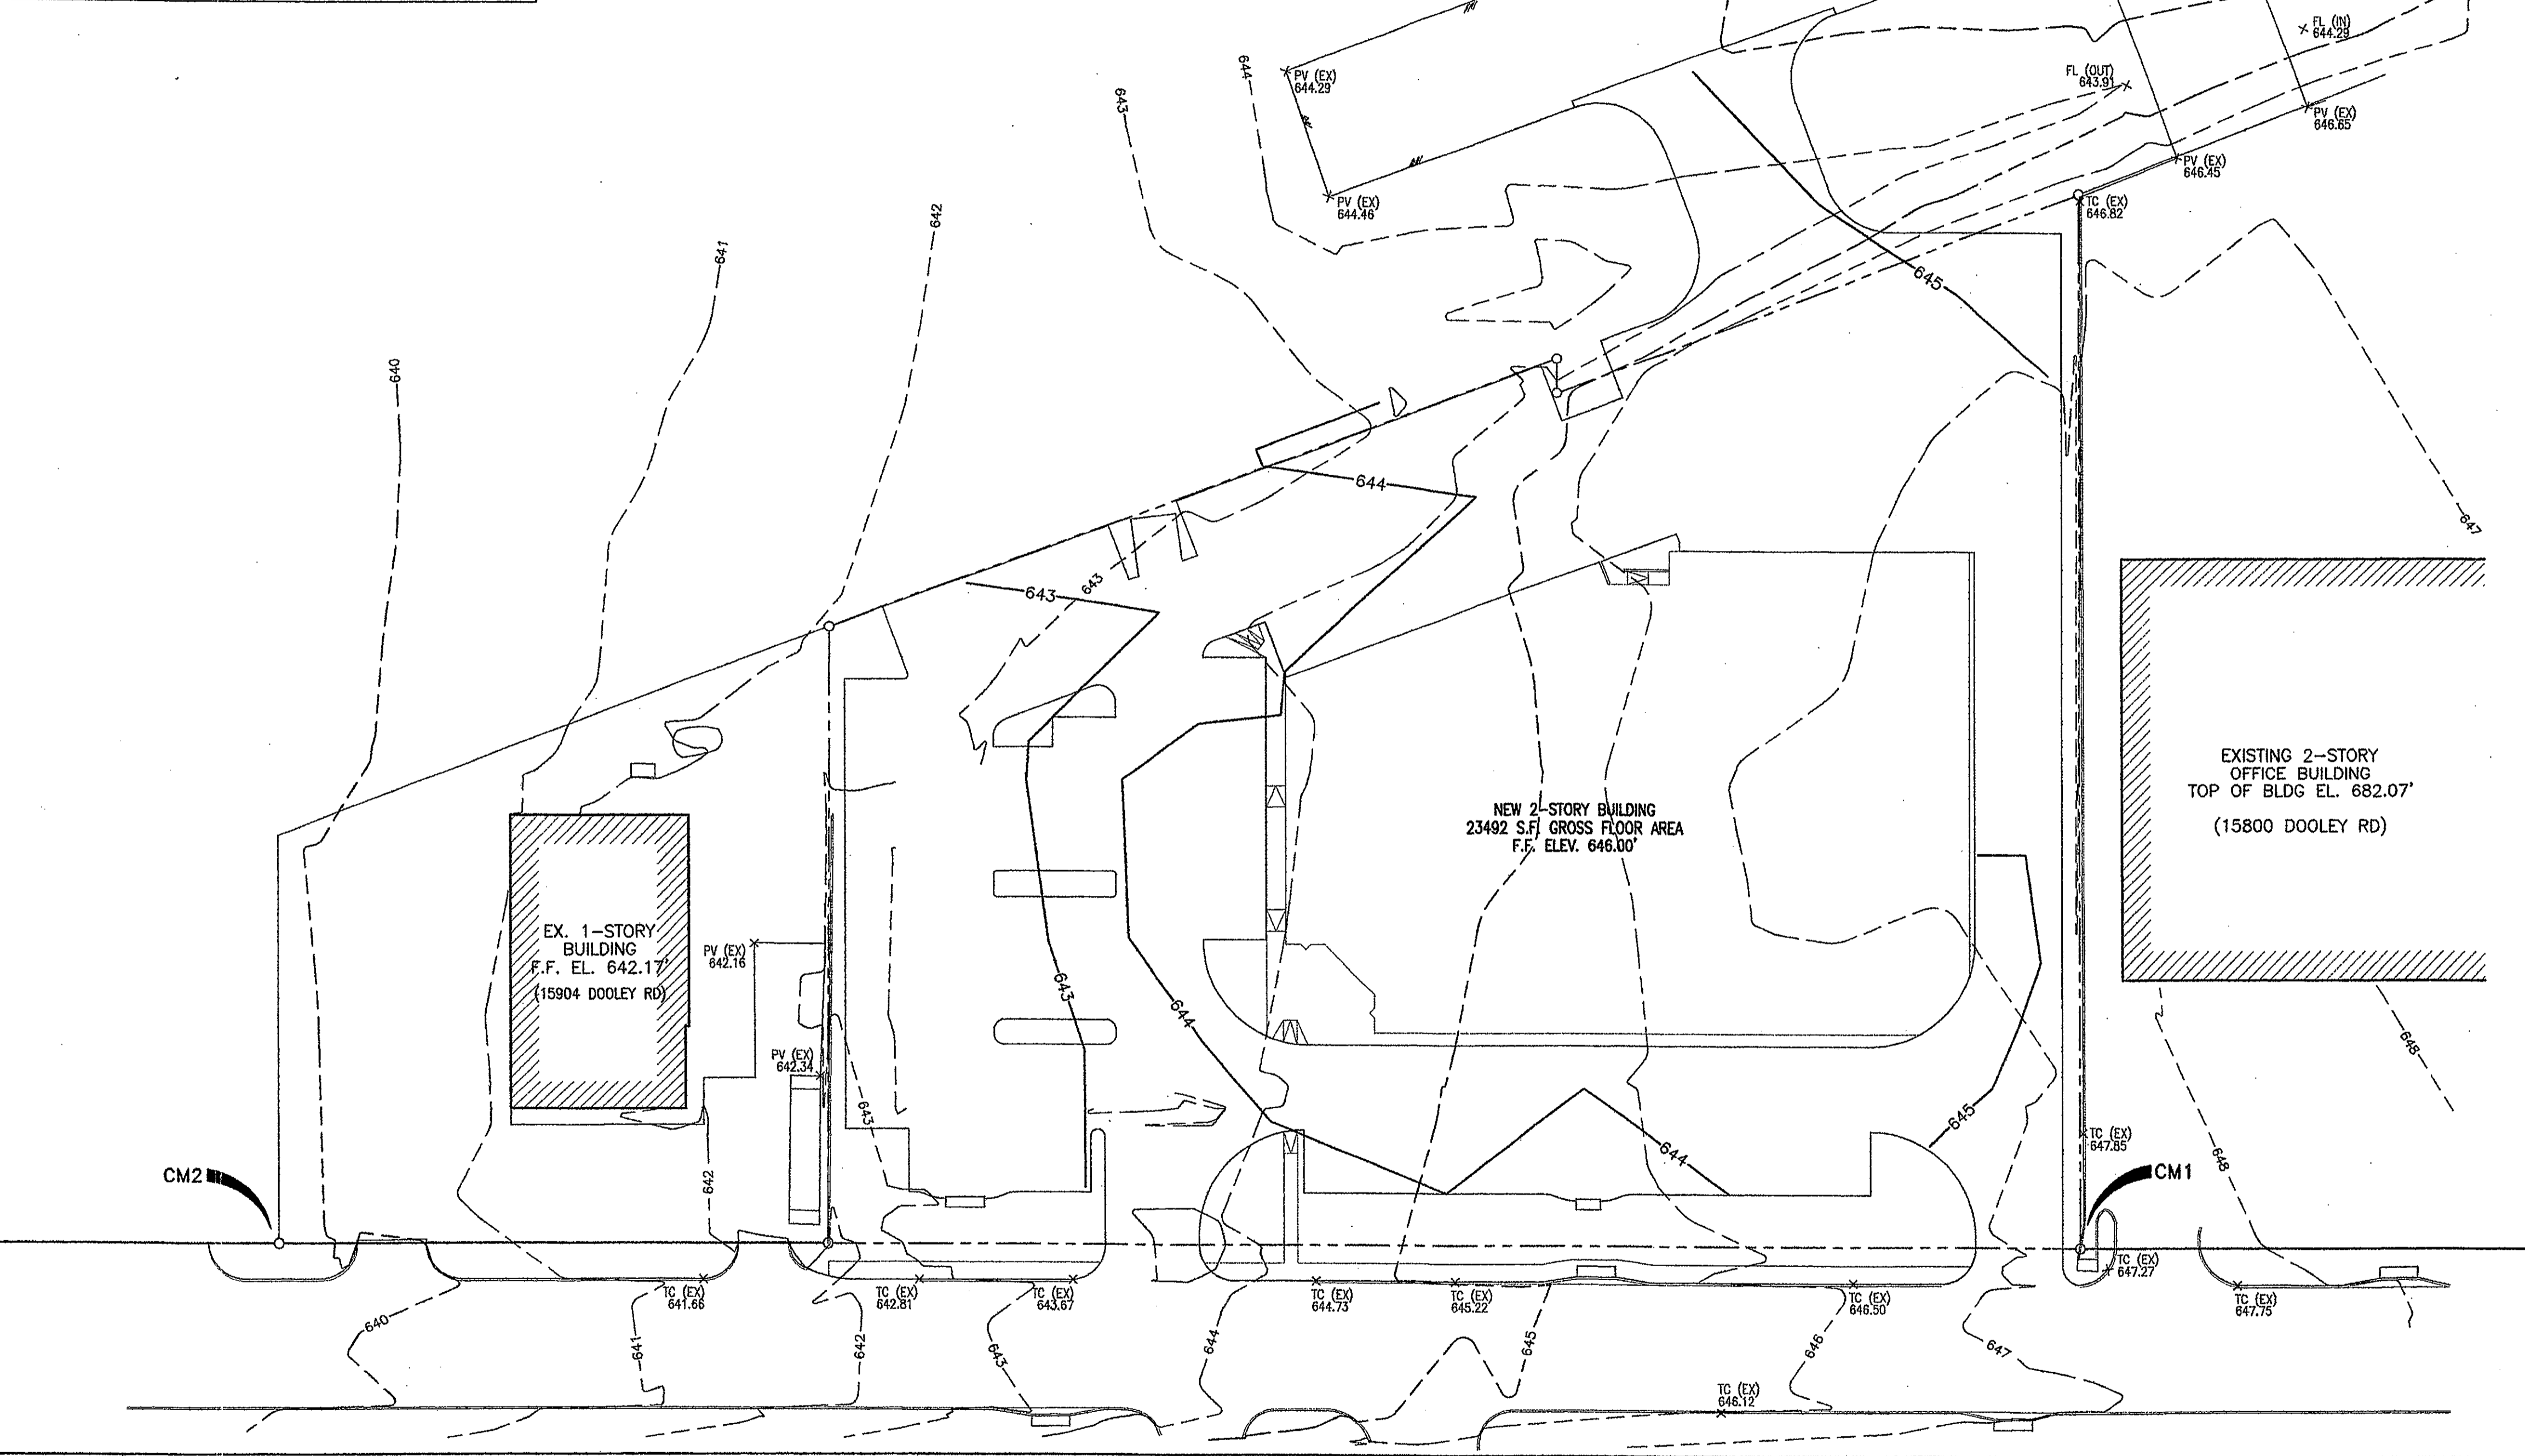 FL (IN)
644.29
644
PV (EX)
644.29
FL (OUT)
643.91
643
PV (EX)
646.65
PV (EX)
646.45
PV (EX)
644.46
TC (EX)
646.82
642
641
645
640
644
647
643
643
EXISTING 2-STORY
OFFICE BUILDING
TOP OF BLDG EL. 682.07'
(15800 DOOLEY RD)
NEW 2-STORY BUILDING
23492 S.F. GROSS FLOOR AREA
F.F. ELEV. 646.00'
EX. 1-STORY
BUILDING
F.F. EL. 642.17'
(15904 DOOLEY RD)
PV (EX)
642.16
643
644
PV (EX)
642.34
648
643
645
TC (EX)
647.85
644
648
CM2
642
CM1
TC (EX)
647.27
TC (EX)
641.66
TC (EX)
642.81
TC (EX)
643.67
TC (EX)
644.73
TC (EX)
645.22
TC (EX)
646.50
TC (EX)
647.75
640
641
642
643
644
645
646
647
TC (EX)
646.12